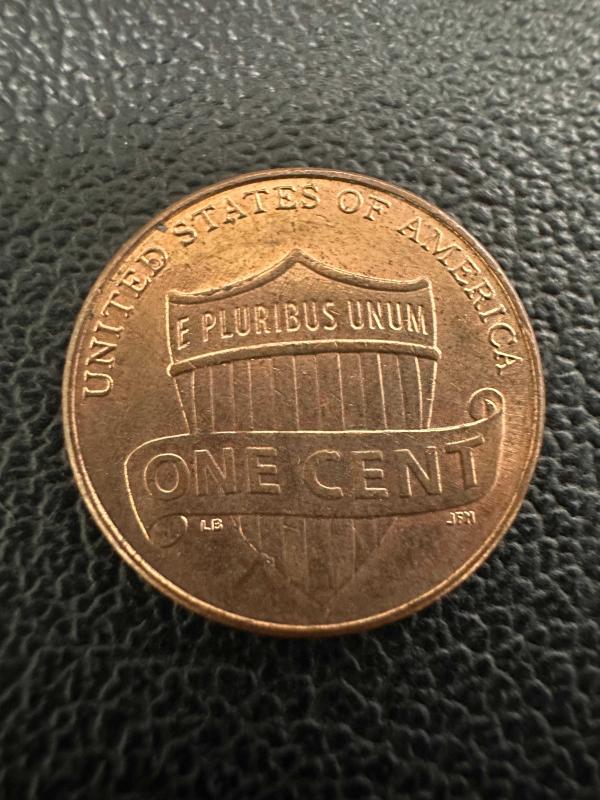 UNITED STATES OF AMERICA
E PLURIBUS UNUM
ONE CENT
LB
JFM